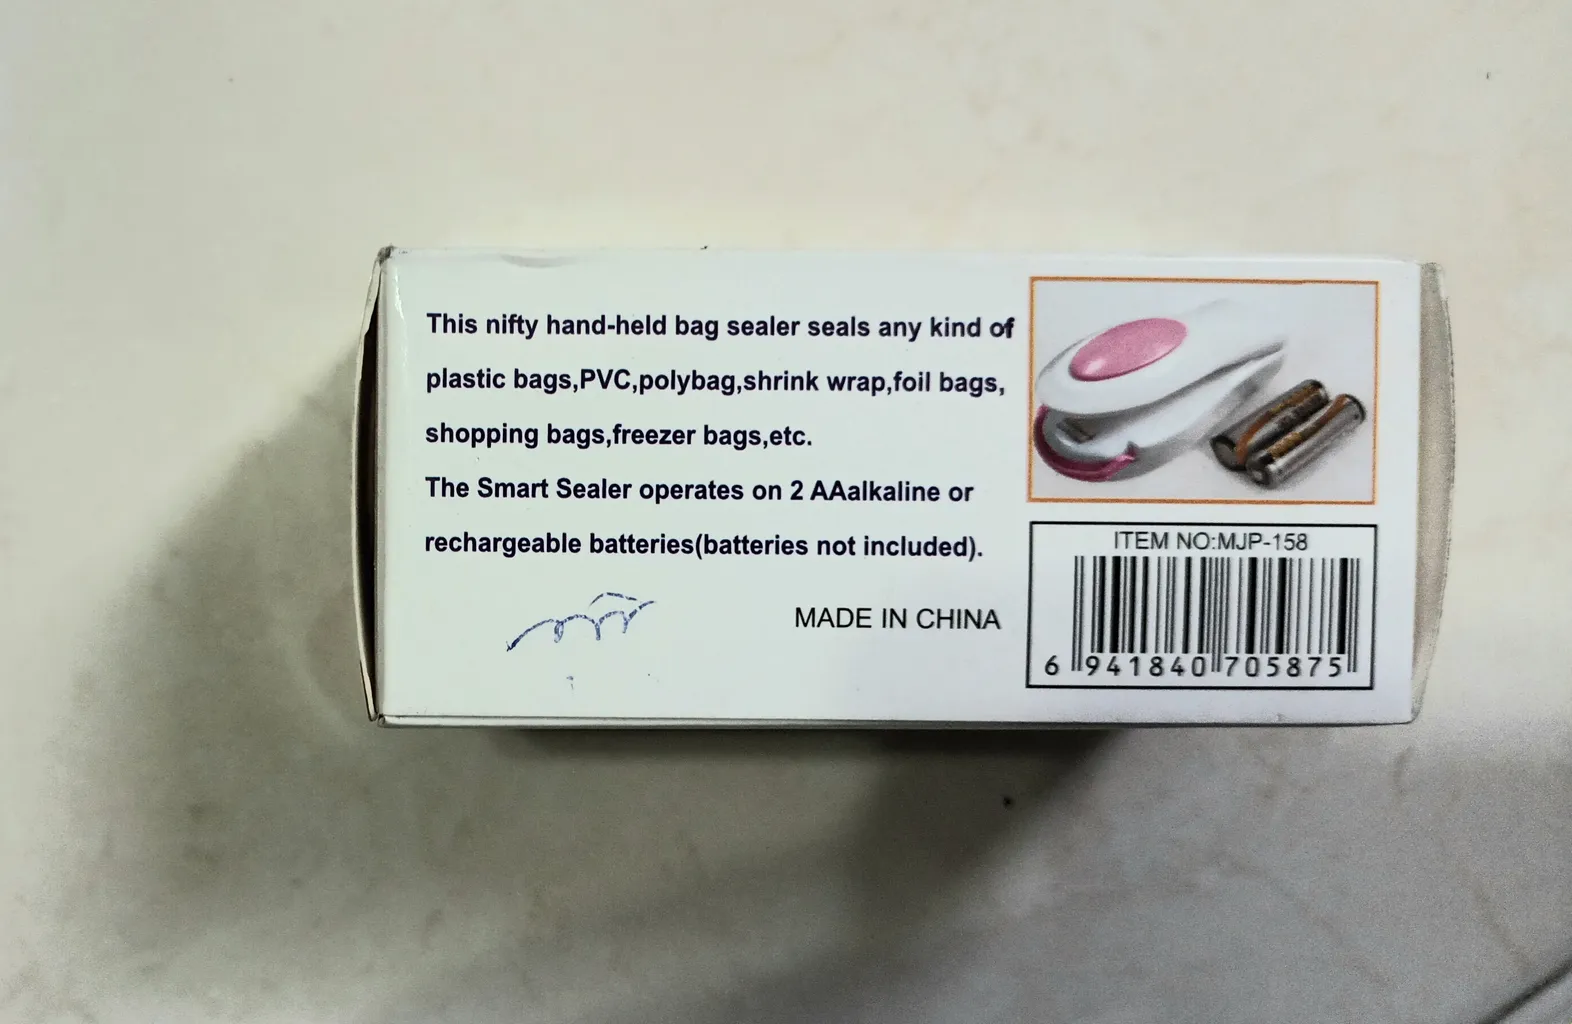 This nifty hand-held bag sealer seals any kind of
plastic bags,PVC,polybag,shrink wrap,foil bags,
shopping bags,freezer bags,etc.
The Smart Sealer operates on 2 AAalkaline or
rechargeable batteries(batteries not included).
MADE IN CHINA
ITEM NO:MJP-158
6 941840 705875